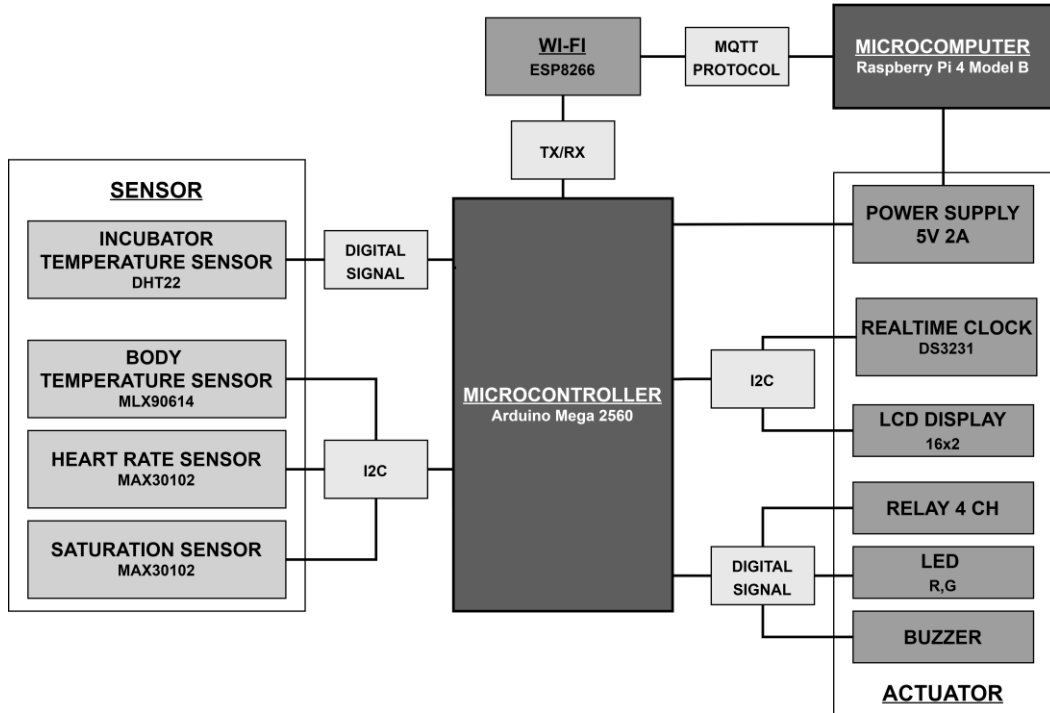 WI-FI
ESP8266
MQTT
PROTOCOL
MICROCOMPUTER
Raspberry Pi 4 Model B
TX/RX
SENSOR
INCUBATOR
TEMPERATURE SENSOR
DHT22
DIGITAL
SIGNAL
BODY
TEMPERATURE SENSOR
MLX90614
HEART RATE SENSOR
MAX30102
I2C
SATURATION SENSOR
MAX30102
MICROCONTROLLER
Arduino Mega 2560
POWER SUPPLY
5V 2A
REALTIME CLOCK
DS3231
I2C
LCD DISPLAY
16x2
RELAY 4 CH
DIGITAL
SIGNAL
LED
R,G
BUZZER
ACTUATOR